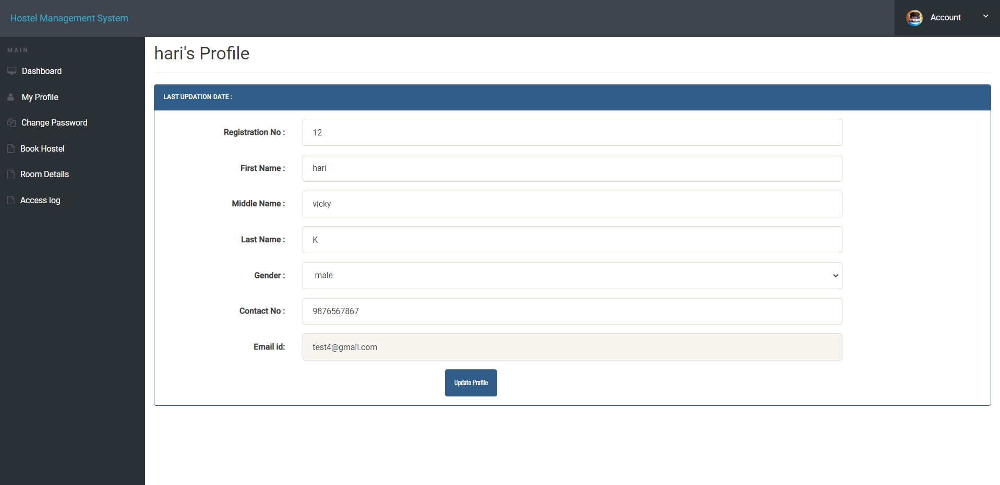 Hostel Management System
Account
MAIN
Dashboard
My Profile
Change Password
Book Hostel
Room Details
Access log
hari's Profile
LAST UPDATION DATE :
Registration No : 12
First Name : hari
Middle Name : vicky
Last Name : K
Gender : male
Contact No : 9876567867
Email id: test4@gmail.com
Update Profile